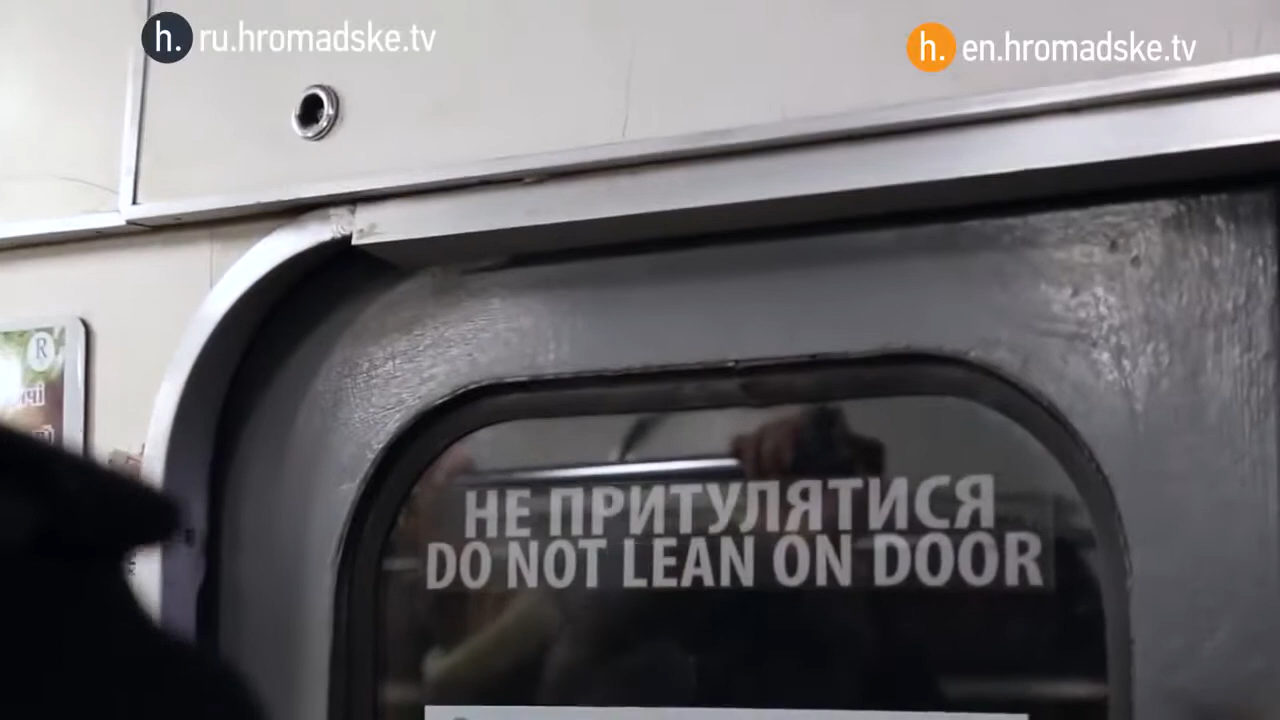 h. ru.hromadske.tv
h. en.hromadske.tv
R
НЕ ПРИТУЛЯТИСЯ
DO NOT LEAN ON DOOR